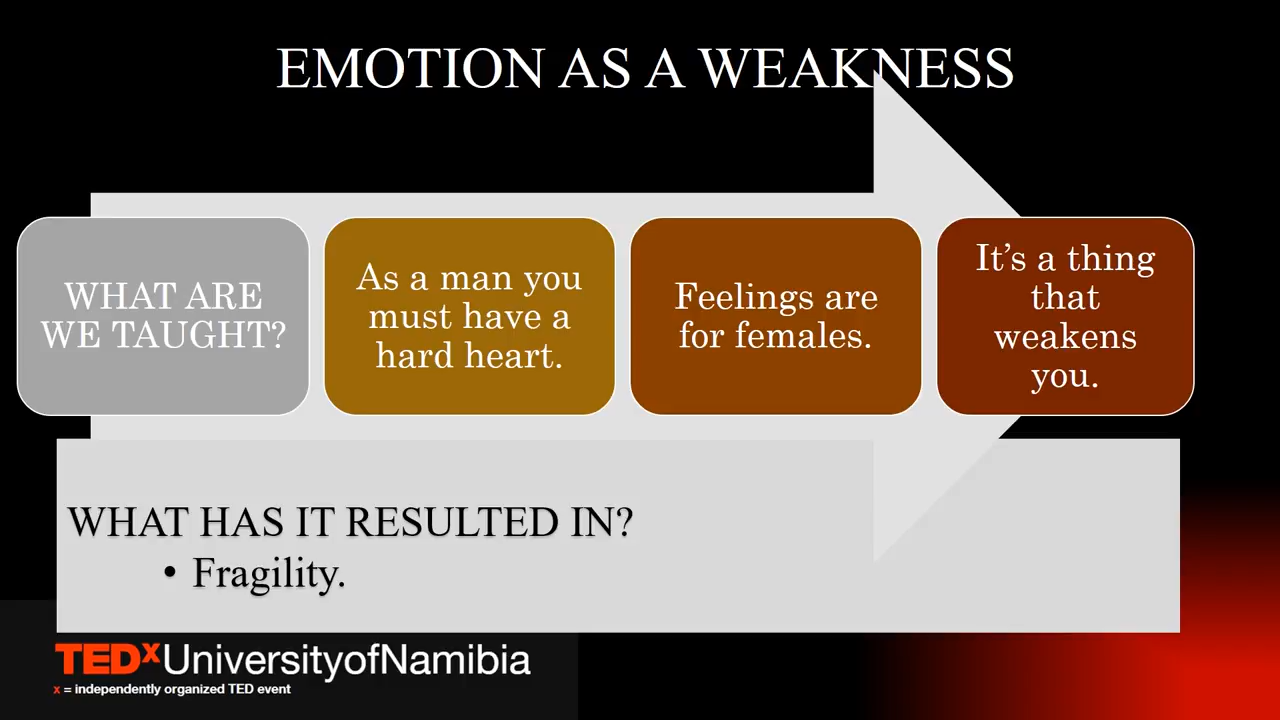 EMOTION AS A WEAKNESS
WHAT ARE
WE TAUGHT?
As a man you
must have a
hard heart.
Feelings are
for females.
It’s a thing
that
weakens
you.
WHAT HAS IT RESULTED IN?
• Fragility.
TEDxUniversityofNamibia
x = independently organized TED event